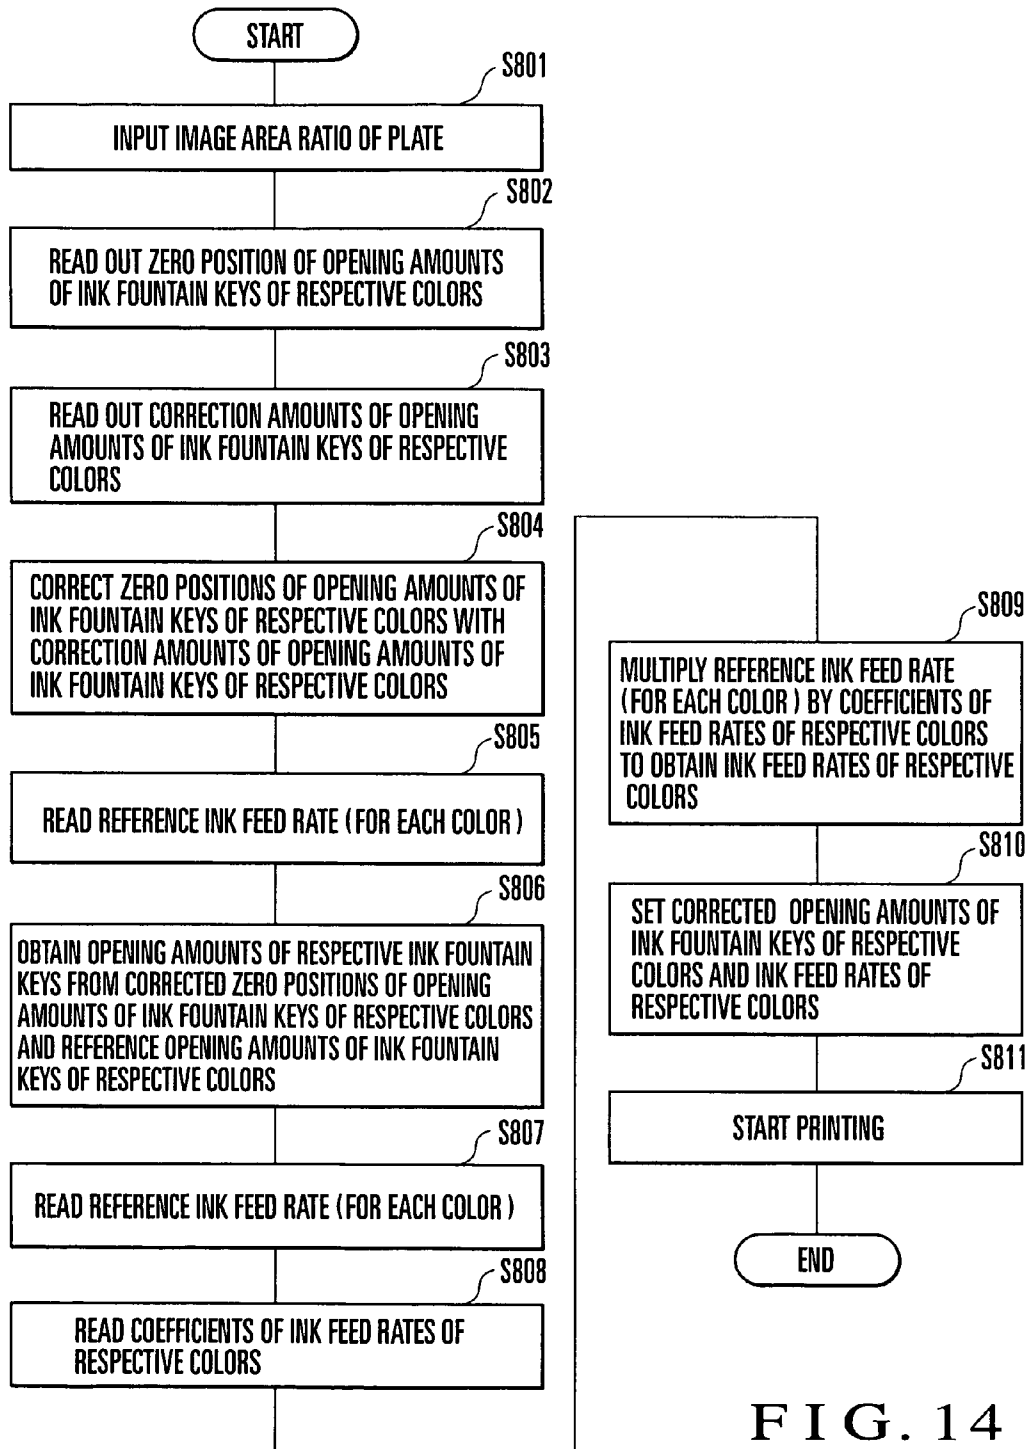 START
S801
INPUT IMAGE AREA RATIO OF PLATE
S802
READ OUT ZERO POSITION OF OPENING AMOUNTS
OF INK FOUNTAIN KEYS OF RESPECTIVE COLORS
S803
READ OUT CORRECTION AMOUNTS OF OPENING
AMOUNTS OF INK FOUNTAIN KEYS OF RESPECTIVE
COLORS
S804
CORRECT ZERO POSITIONS OF OPENING AMOUNTS OF
INK FOUNTAIN KEYS OF RESPECTIVE COLORS WITH
CORRECTION AMOUNTS OF OPENING AMOUNTS OF
INK FOUNTAIN KEYS OF RESPECTIVE COLORS
S805
READ REFERENCE INK FEED RATE (FOR EACH COLOR)
S806
OBTAIN OPENING AMOUNTS OF RESPECTIVE INK FOUNTAIN
KEYS FROM CORRECTED ZERO POSITIONS OF OPENING
AMOUNTS OF INK FOUNTAIN KEYS OF RESPECTIVE COLORS
AND REFERENCE OPENING AMOUNTS OF INK FOUNTAIN
KEYS OF RESPECTIVE COLORS
S807
READ REFERENCE INK FEED RATE (FOR EACH COLOR)
S808
READ COEFFICIENTS OF INK FEED RATES OF
RESPECTIVE COLORS
S809
MULTIPLY REFERENCE INK FEED RATE
(FOR EACH COLOR) BY COEFFICIENTS OF
INK FEED RATES OF RESPECTIVE COLORS
TO OBTAIN INK FEED RATES OF RESPECTIVE
COLORS
S810
SET CORRECTED OPENING AMOUNTS OF
INK FOUNTAIN KEYS OF RESPECTIVE
COLORS AND INK FEED RATES OF
RESPECTIVE COLORS
S811
START PRINTING
END
FIG. 14